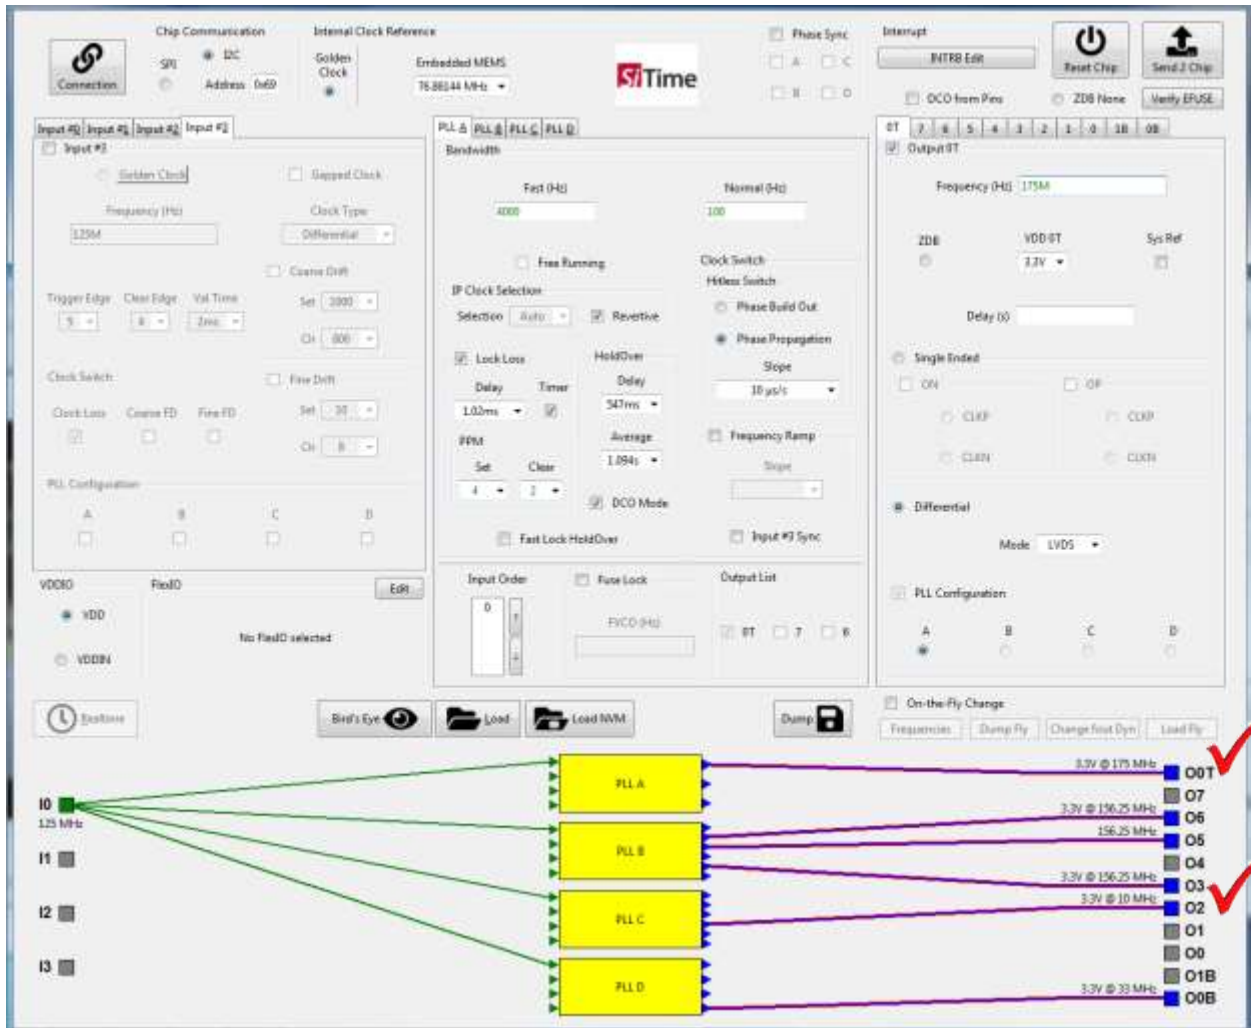 Chip Communication
Internal Clock Reference
Phase Sync
Interrupt
SPI
I2C
Golden Clock
Embedded MEMS
SiTime
A
C
INTRB Edit
Connection
Address
0x69
76.86144 MHz
B
D
DCO from Pins
Reset Chip
ZDB None
Send 2 Chip
Verify EFUSE
Input #0
Input #1
Input #2
Input #3
PLL A
PLL B
PLL C
PLL D
0T
7
6
5
4
3
2
1
0
1B
0B
Input #3
Golden Clock
Gapped Clock
Frequency (Hz)
Clock Type
125M
Differential
Coarse Drift
Trigger Edge
Clear Edge
Val Time
Set
5
2ms
Clr
Clock Switch
Fine Drift
Clock Loss
Coarse FD
Fine FD
Set
Clr
8
PLL Configuration
A
B
C
D
VDDIO
FlexIO
Edit
VDD
No FlexIO selected
VDDIN
Bandwidth
Fast (Hz)
Normal (Hz)
4000
100
Free Running
Clock Switch
Hitless Switch
IP Clock Selection
Phase Build Out
Selection
Auto
Revertive
Phase Propagation
Lock Loss
HoldOver
Slope
Delay
Timer
Delay
10 µs/s
1.02ms
547ms
PPM
Average
Frequency Ramp
Set
Clear
1.094s
Slope
4
2
DCO Mode
Fast Lock HoldOver
Input #3 Sync
Input Order
Fuse Lock
Output List
0
FVCO (Hz)
0T
7
6
Output 0T
Frequency (Hz)
175M
ZDB
VDD 0T
Sys Ref
3.3V
Delay (s)
Single Ended
ON
OP
CLKP
CLKP
CLKN
CLKN
Differential
Mode
LVDS
PLL Configuration
A
B
C
D
Realtime
Bird's Eye
Load
Load NVM
Dump
On-the-Fly Change
Frequencies
Dump Fly
Change fout Dyn
Load Fly
I0
125 MHz
I1
I2
I3
PLL A
PLL B
PLL C
PLL D
3.3V @ 175 MHz
O0T
O7
3.3V @ 156.25 MHz
O6
156.25 MHz
O5
O4
3.3V @ 156.25 MHz
O3
3.3V @ 10 MHz
O2
O1
O0
O1B
3.3V @ 33 MHz
O0B